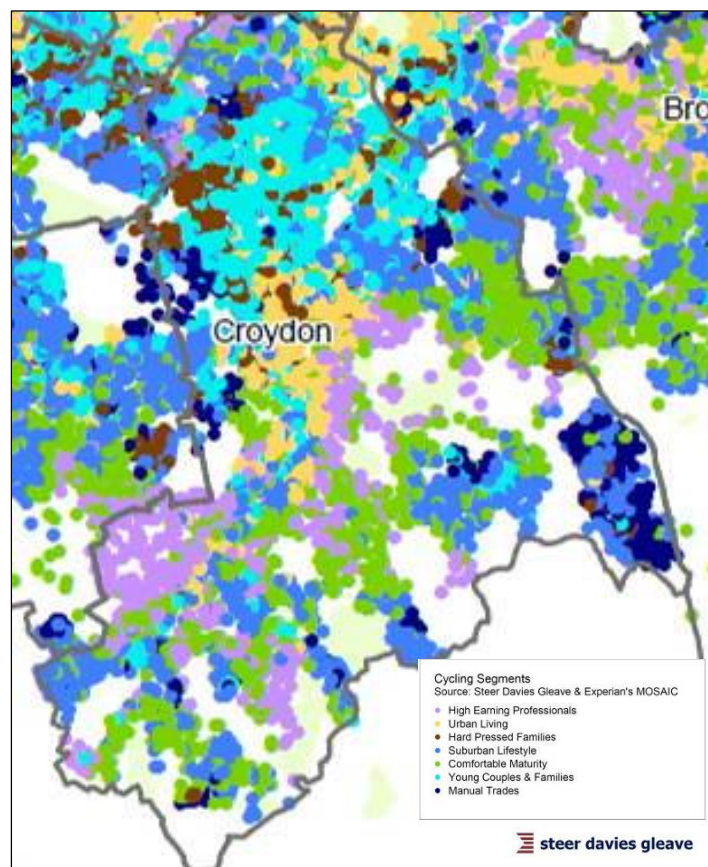 Bro
Croydon
Cycling Segments
Source: Steer Davies Gleave & Experian's MOSAIC
High Earning Professionals
Urban Living
Hard Pressed Families
Suburban Lifestyle
Comfortable Maturity
Young Couples & Families
Manual Trades
steer davies gleave